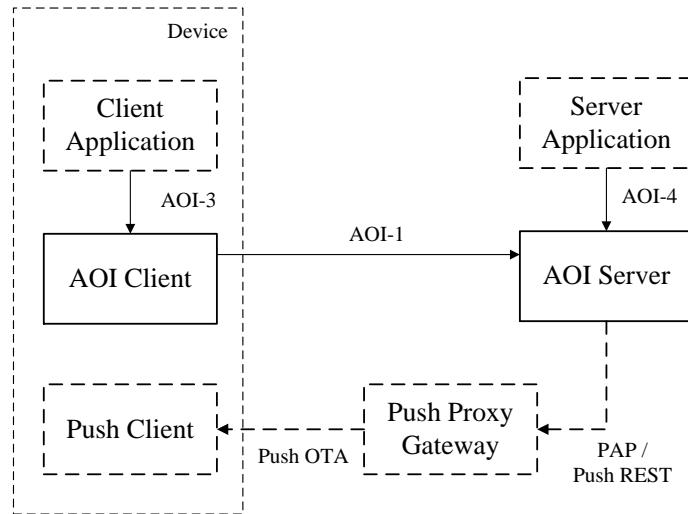 Device
Client
Application
Server
Application
AOI-3
AOI-4
AOI-1
AOI Client
AOI Server
Push Client
Push Proxy
Gateway
Push OTA
PAP /
Push REST